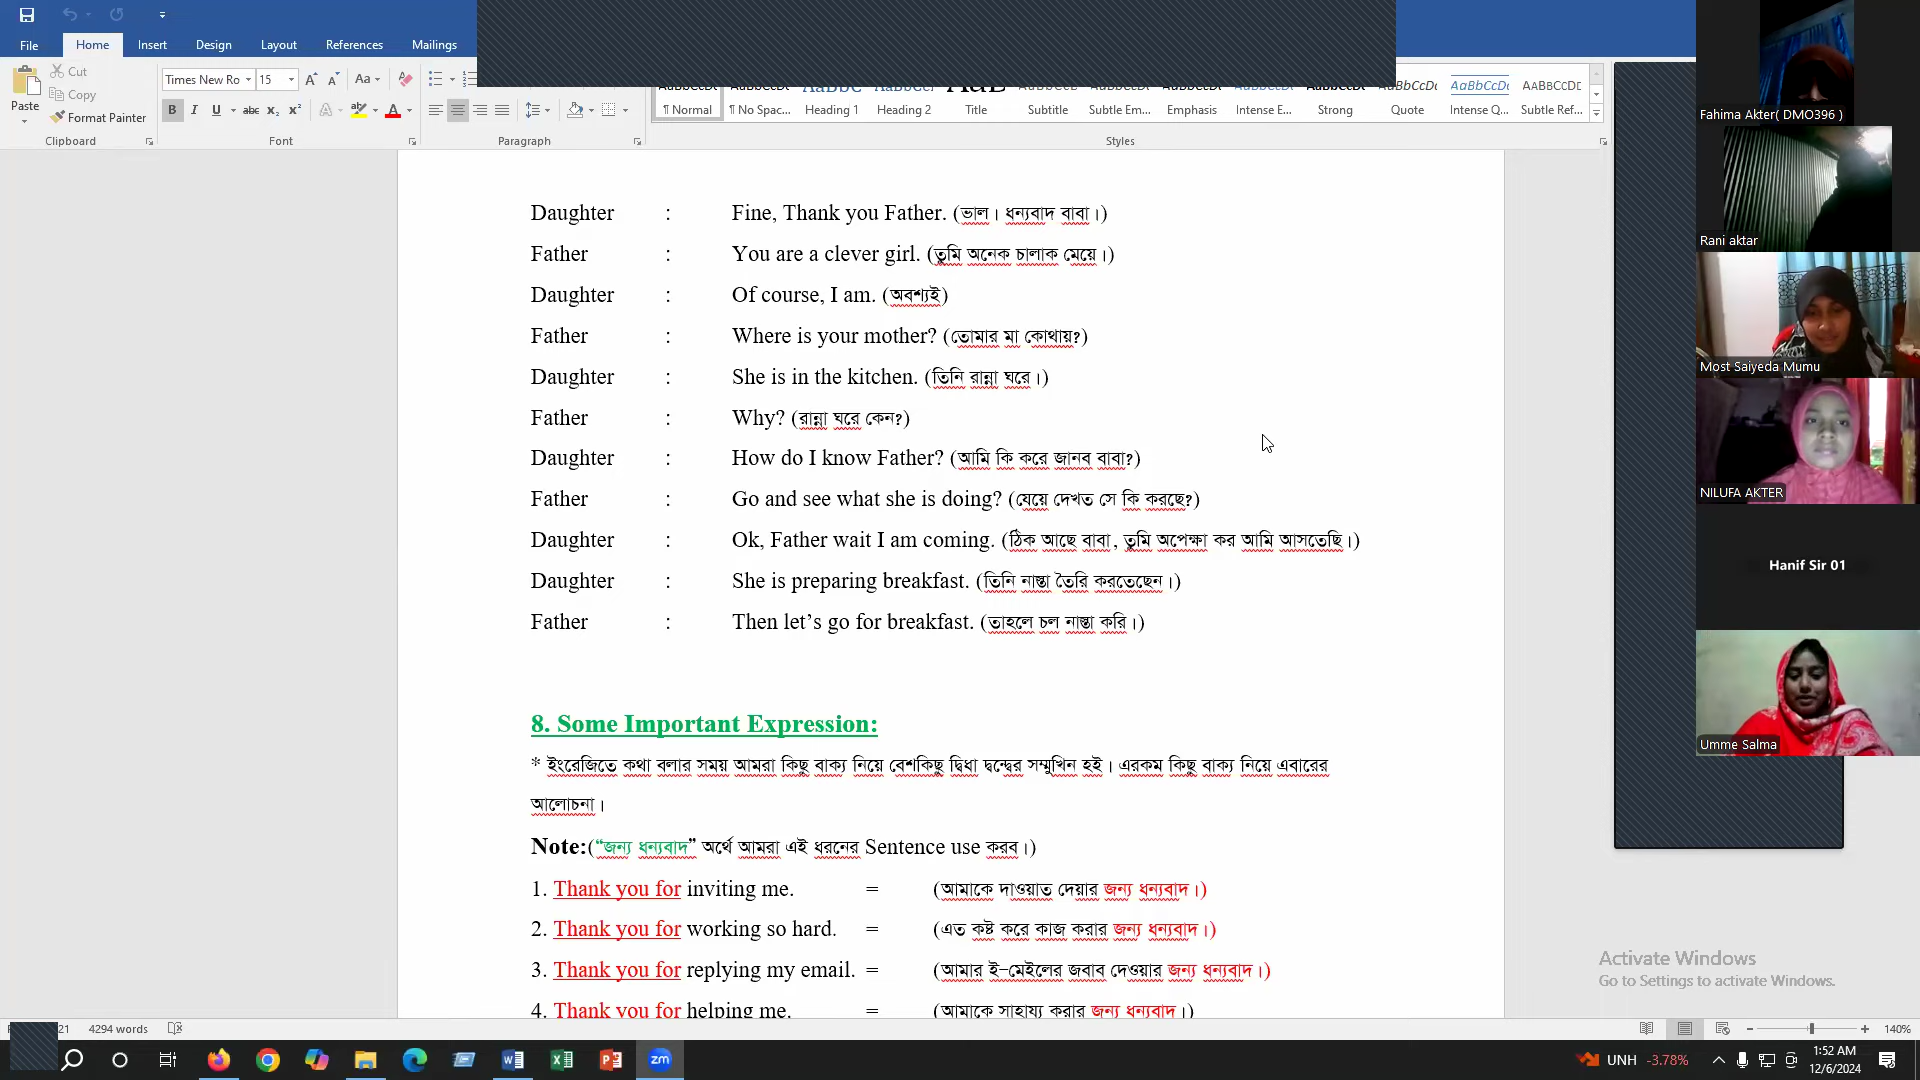 File Home Insert Design Layout References Mailings
Paste
Cut
Copy
Format Painter
Clipboard
Times New Ro 15
Font
Paragraph
¶ Normal ¶ No Spac... Heading 1 Heading 2 Title Subtitle Subtle Em... Emphasis Intense E... Strong Quote Intense Q... Subtle Ref...
Styles
Daughter : Fine, Thank you Father. (ভাল। ধন্যবাদ বাবা।)
Father : You are a clever girl. (তুমি অনেক চালাক মেয়ে।)
Daughter : Of course, I am. (অবশ্যই)
Father : Where is your mother? (তোমার মা কোথায়?)
Daughter : She is in the kitchen. (তিনি রান্না ঘরে।)
Father : Why? (রান্না ঘরে কেন?)
Daughter : How do I know Father? (আমি কি করে জানব বাবা?)
Father : Go and see what she is doing? (যেয়ে দেখত সে কি করছে?)
Daughter : Ok, Father wait I am coming. (ঠিক আছে বাবা, তুমি অপেক্ষা কর আমি আসতেছি।)
Daughter : She is preparing breakfast. (তিনি নাস্তা তৈরি করতেছেন।)
Father : Then let’s go for breakfast. (তাহলে চল নাস্তা করি।)
8. Some Important Expression:
* ইংরেজিতে কথা বলার সময় আমরা কিছু বাক্য নিয়ে বেশকিছু দ্বিধা দ্বন্দ্বের সম্মুখিন হই। এরকম কিছু বাক্য নিয়ে এবারের
আলোচনা।
Note:(“জন্য ধন্যবাদ” অর্থে আমরা এই ধরনের Sentence use করব।)
1. Thank you for inviting me. = (আমাকে দাওয়াত দেয়ার জন্য ধন্যবাদ।)
2. Thank you for working so hard. = (এত কষ্ট করে কাজ করার জন্য ধন্যবাদ।)
3. Thank you for replying my email. = (আমার ই-মেইলের জবাব দেওয়ার জন্য ধন্যবাদ।)
4. Thank you for helping me. = (আমাকে সাহায্য করার জন্য ধন্যবাদ।)
Fahima Akter( DMO396 )
Rani aktar
Most Saiyeda Mumu
NILUFA AKTER
Hanif Sir 01
Umme Salma
Activate Windows
Go to Settings to activate Windows.
21 4294 words
140%
UNH -3.78%
1:52 AM
12/6/2024